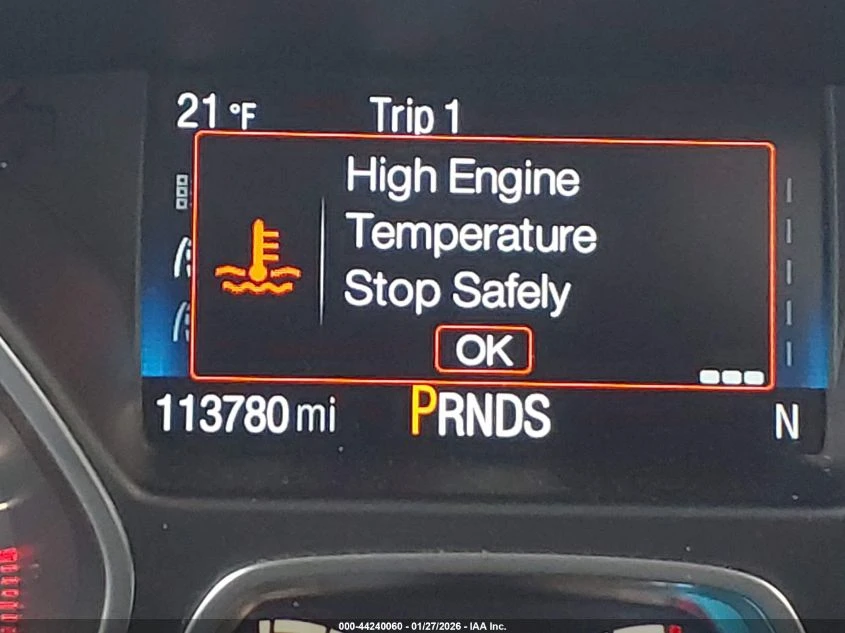 21 °F Trip 1
High Engine
Temperature
Stop Safely
OK
113780 mi PRNDS N
000-44240060 - 01/27/2026 - IAA Inc.